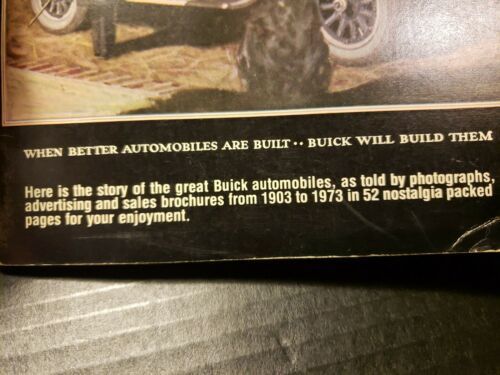 WHEN BETTER AUTOMOBILES ARE BUILT·· BUICK WILL BUILD THEM
Here is the story of the great Buick automobiles, as told by photographs,
advertising and sales brochures from 1903 to 1973 in 52 nostalgia packed
pages for your enjoyment.